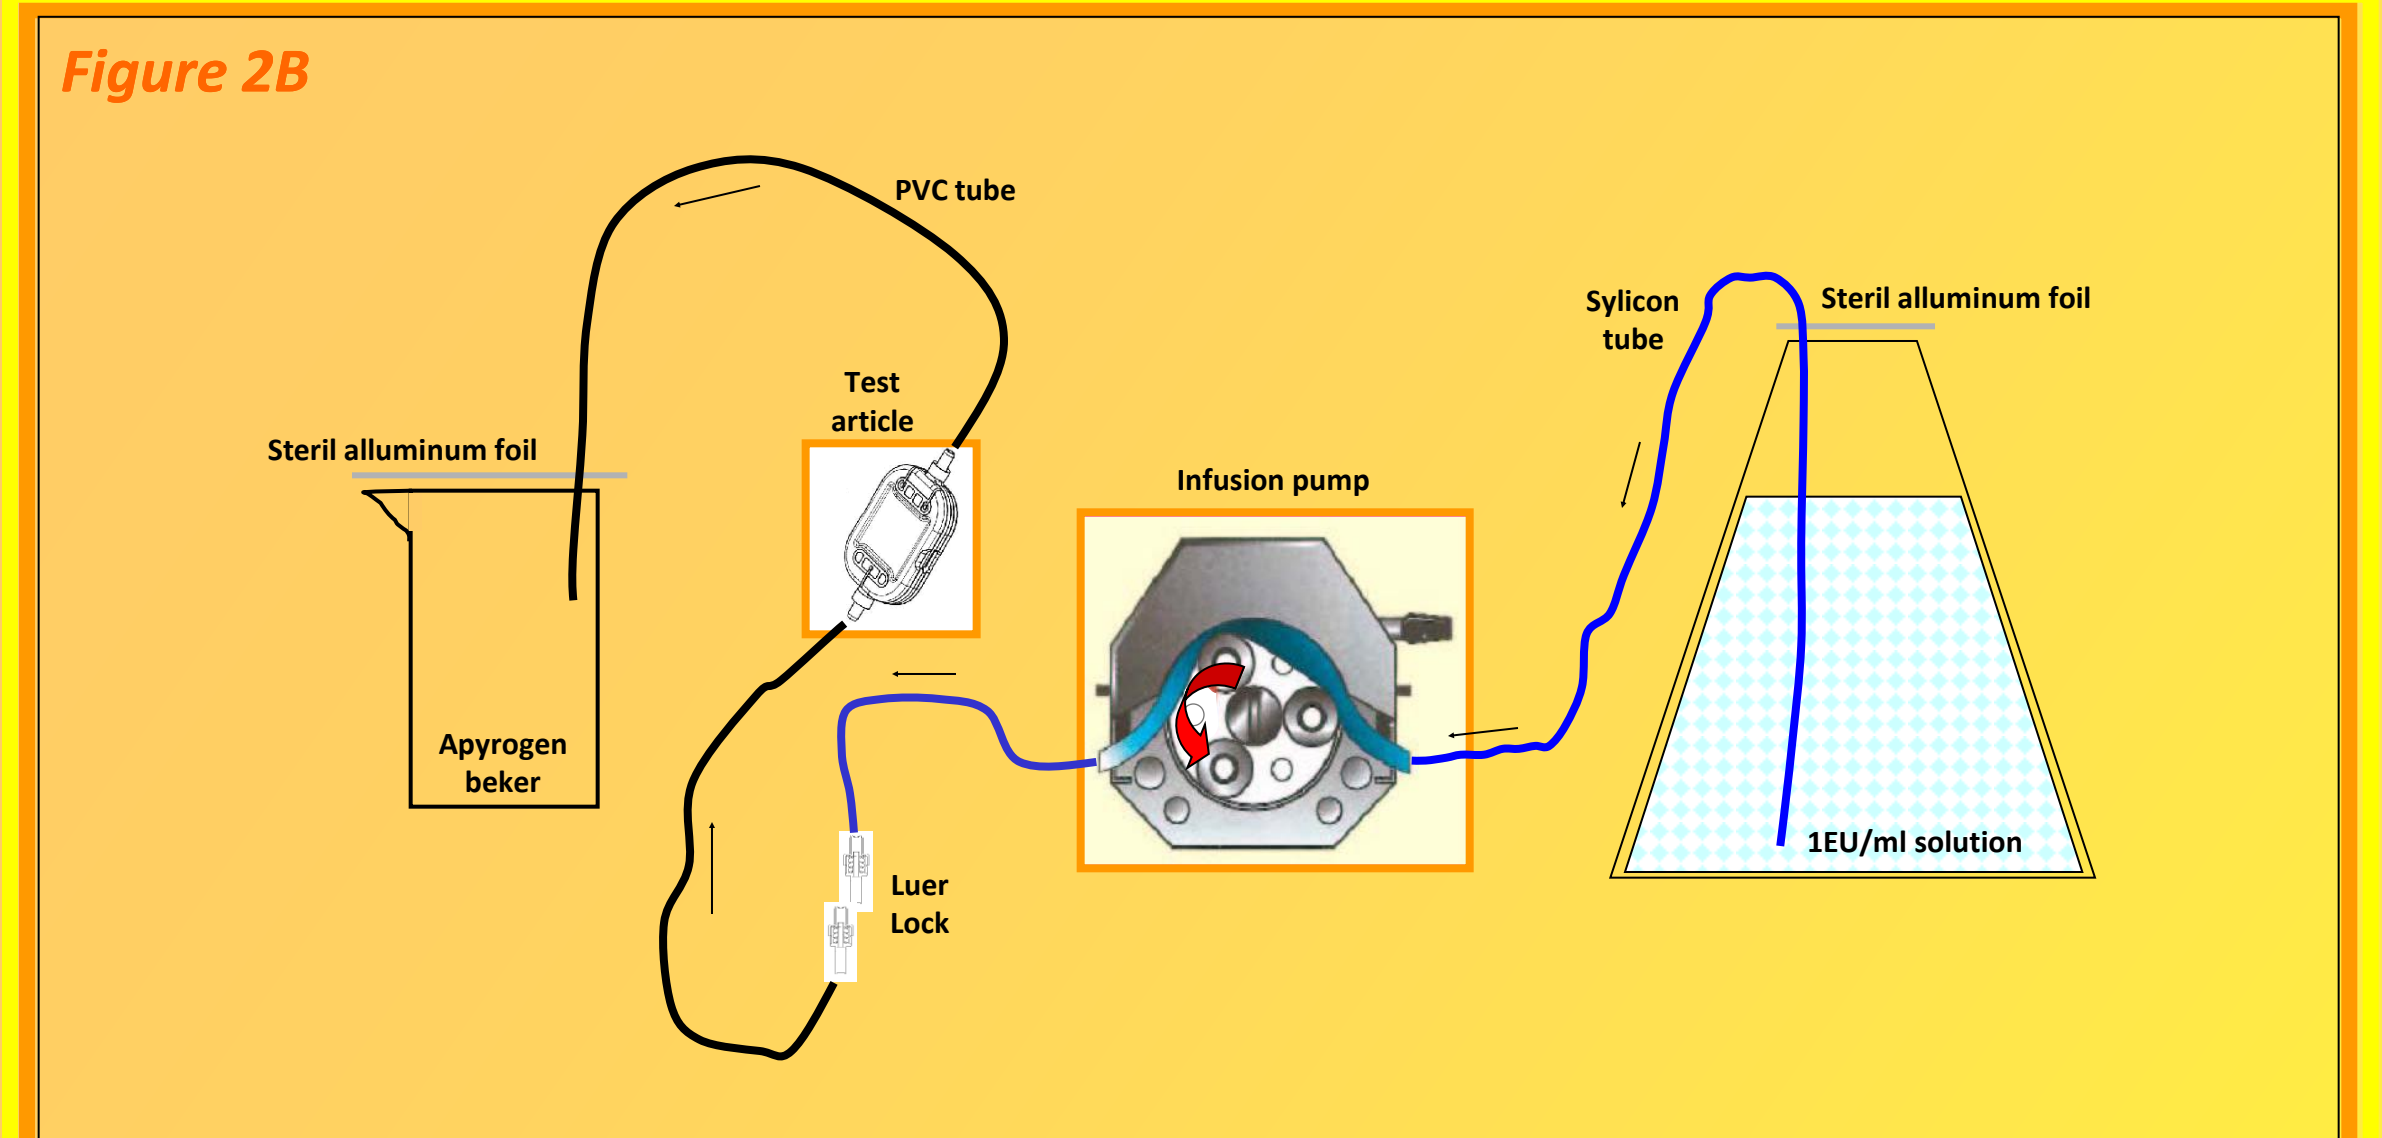 Figure 2B
PVC tube
Sylicon
tube
Steril alluminum foil
Test
article
Steril alluminum foil
Infusion pump
Apyrogen
beker
Luer
Lock
1EU/ml solution